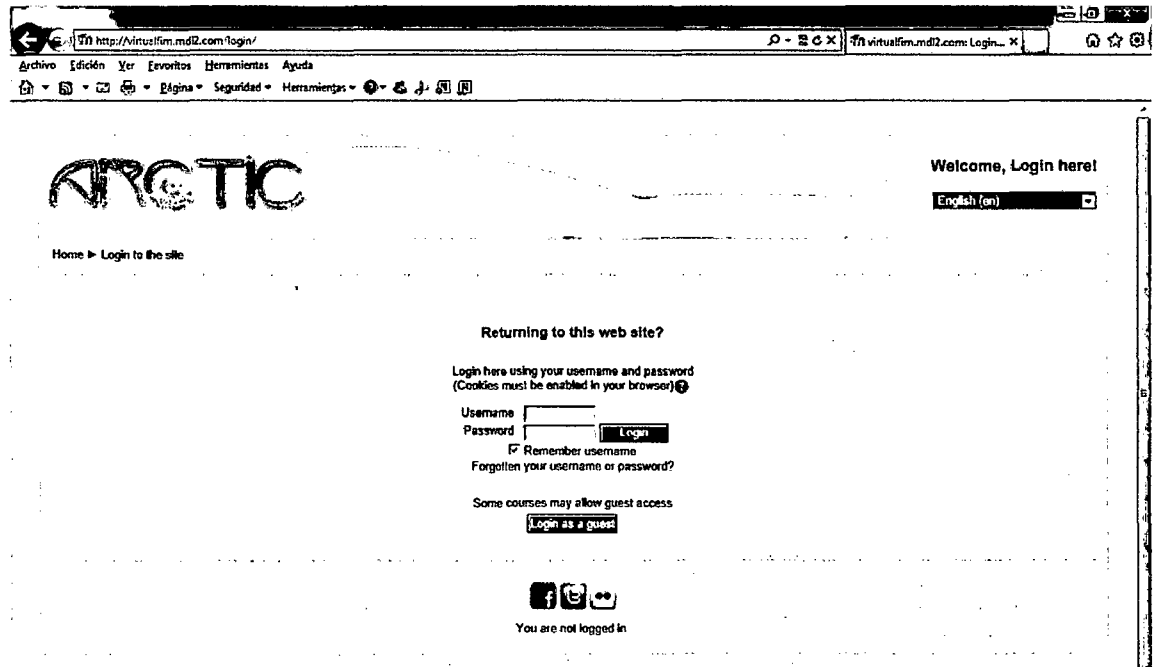 http://virtualfim.mdl2.com/login/
virtualfim.mdl2.com: Login...
Archivo Edición Ver Favoritos Herramientas Ayuda
Página Seguridad Herramientas
ARCTIC
Welcome, Login here!
English (en)
Home ► Login to the site
Returning to this web site?
Login here using your username and password
(Cookies must be enabled in your browser)
Username
Password Login
Remember username
Forgotten your username or password?
Some courses may allow guest access
Login as a guest
You are not logged in